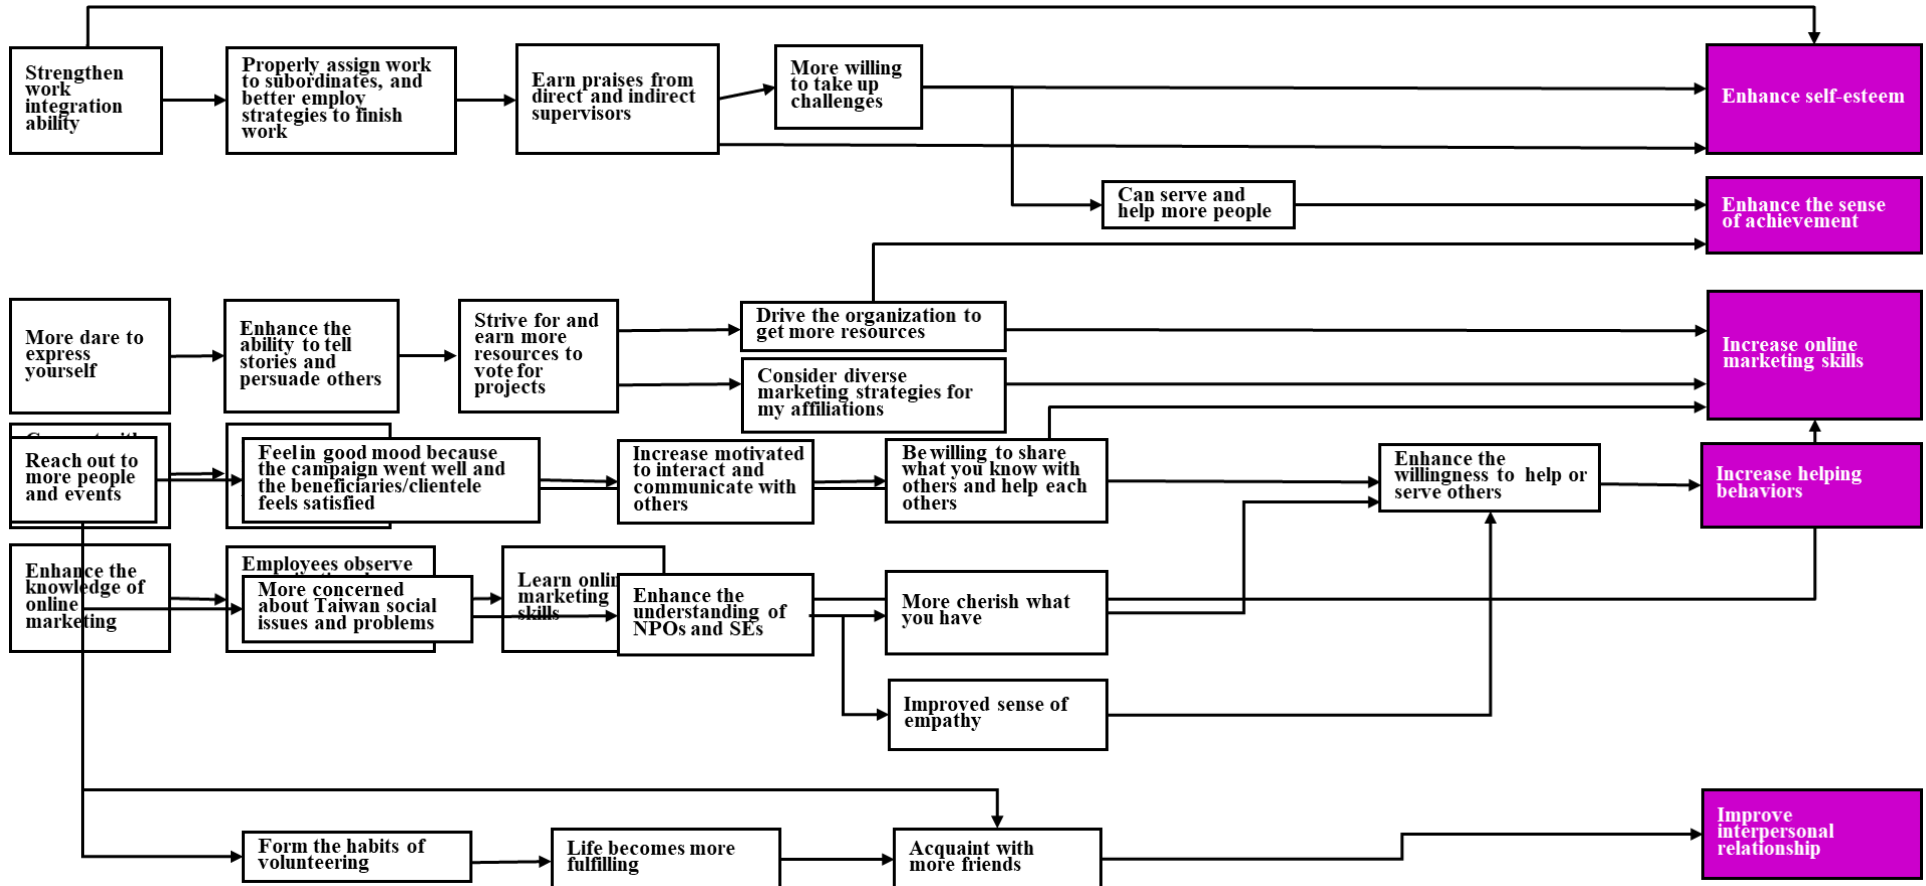 Strengthen
work
integration
ability
Properly assign work
to subordinates, and
better employ
strategies to finish
work
Earn praises from
direct and indirect
supervisors
More willing
to take up
challenges
Enhance self-esteem
Can serve and
help more people
Enhance the sense
of achievement
More dare to
express
yourself
Enhance the
ability to tell
stories and
persuade others
Strive for and
earn more
resources to
vote for
projects
Drive the organization to
get more resources
Consider diverse
marketing strategies for
my affiliations
Increase online
marketing skills
Reach out to
more people
and events
Feel in good mood because
the campaign went well and
the beneficiaries/clientele
feels satisfied
Increase motivated
to interact and
communicate with
others
Be willing to share
what you know with
others and help each
others
Enhance the
willingness to help or
serve others
Increase helping
behaviors
Enhance the
knowledge of
online
marketing
Employees observe
More concerned
about Taiwan social
issues and problems
Learn
marketing
skills
Enhance the
understanding of
NPOs and SEs
More cherish what
you have
Improved sense of
empathy
Form the habits of
volunteering
Life becomes more
fulfilling
Acquaint with
more friends
Improve
interpersonal
relationship